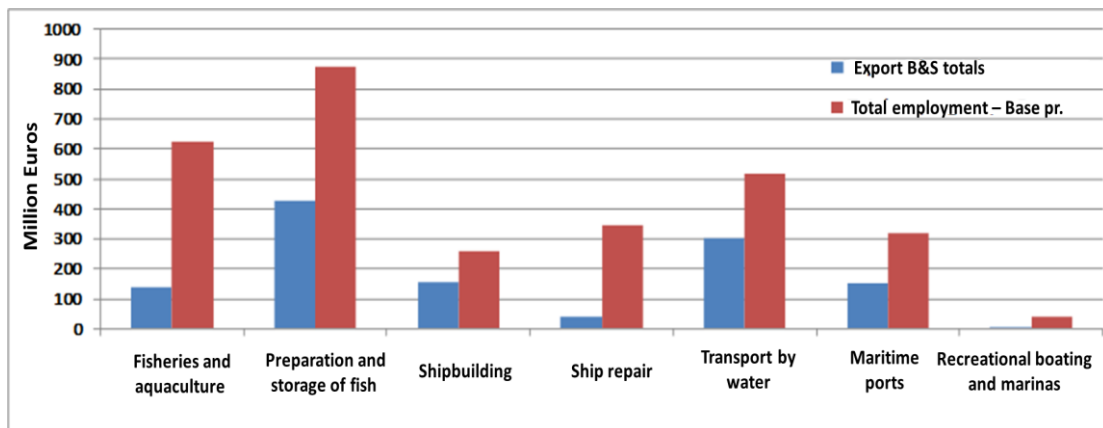 1000
900
800
700
600
500
400
300
200
100
0
Million Euros
Export B&S totals
Total employment – Base pr.
Fisheries and
aquaculture
Preparation and
storage of fish
Shipbuilding
Ship repair
Transport by
water
Maritime
ports
Recreational boating
and marinas